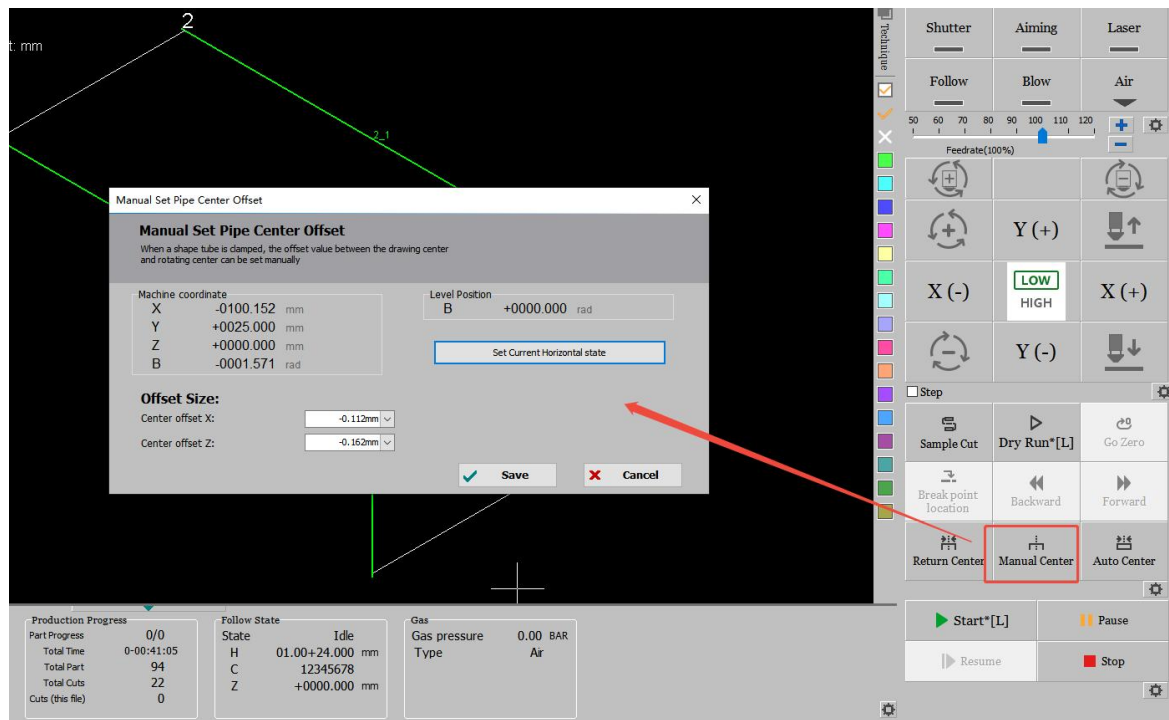 2
t: mm
2_1
Technique
Manual Set Pipe Center Offset
Manual Set Pipe Center Offset
When a shape tube is clamped, the offset value between the drawing center
and rotating center can be set manually
Machine coordinate
X -0100.152 mm
Y +0025.000 mm
Z +0000.000 mm
B -0001.571 rad
Level Position
B +0000.000 rad
Set Current Horizontal state
Offset Size:
Center offset X: -0.112mm
Center offset Z: -0.162mm
Save Cancel
Shutter Aiming Laser
Follow Blow Air
50 60 70 80 90 100 110 120
Feedrate(100%)
Y (+)
X (-) LOW X (+)
HIGH
Y (-)
Step
Sample Cut Dry Run*[L] Go Zero
Break point Backward Forward
location
Return Center Manual Center Auto Center
Start*[L] Pause
Resume Stop
Production Progress
Part Progress 0/0
Total Time 0-00:41:05
Total Part 94
Total Cuts 22
Cuts (this file) 0
Follow State
State Idle
H 01.00+24.000 mm
C 12345678
Z +0000.000 mm
Gas
Gas pressure 0.00 BAR
Type Air